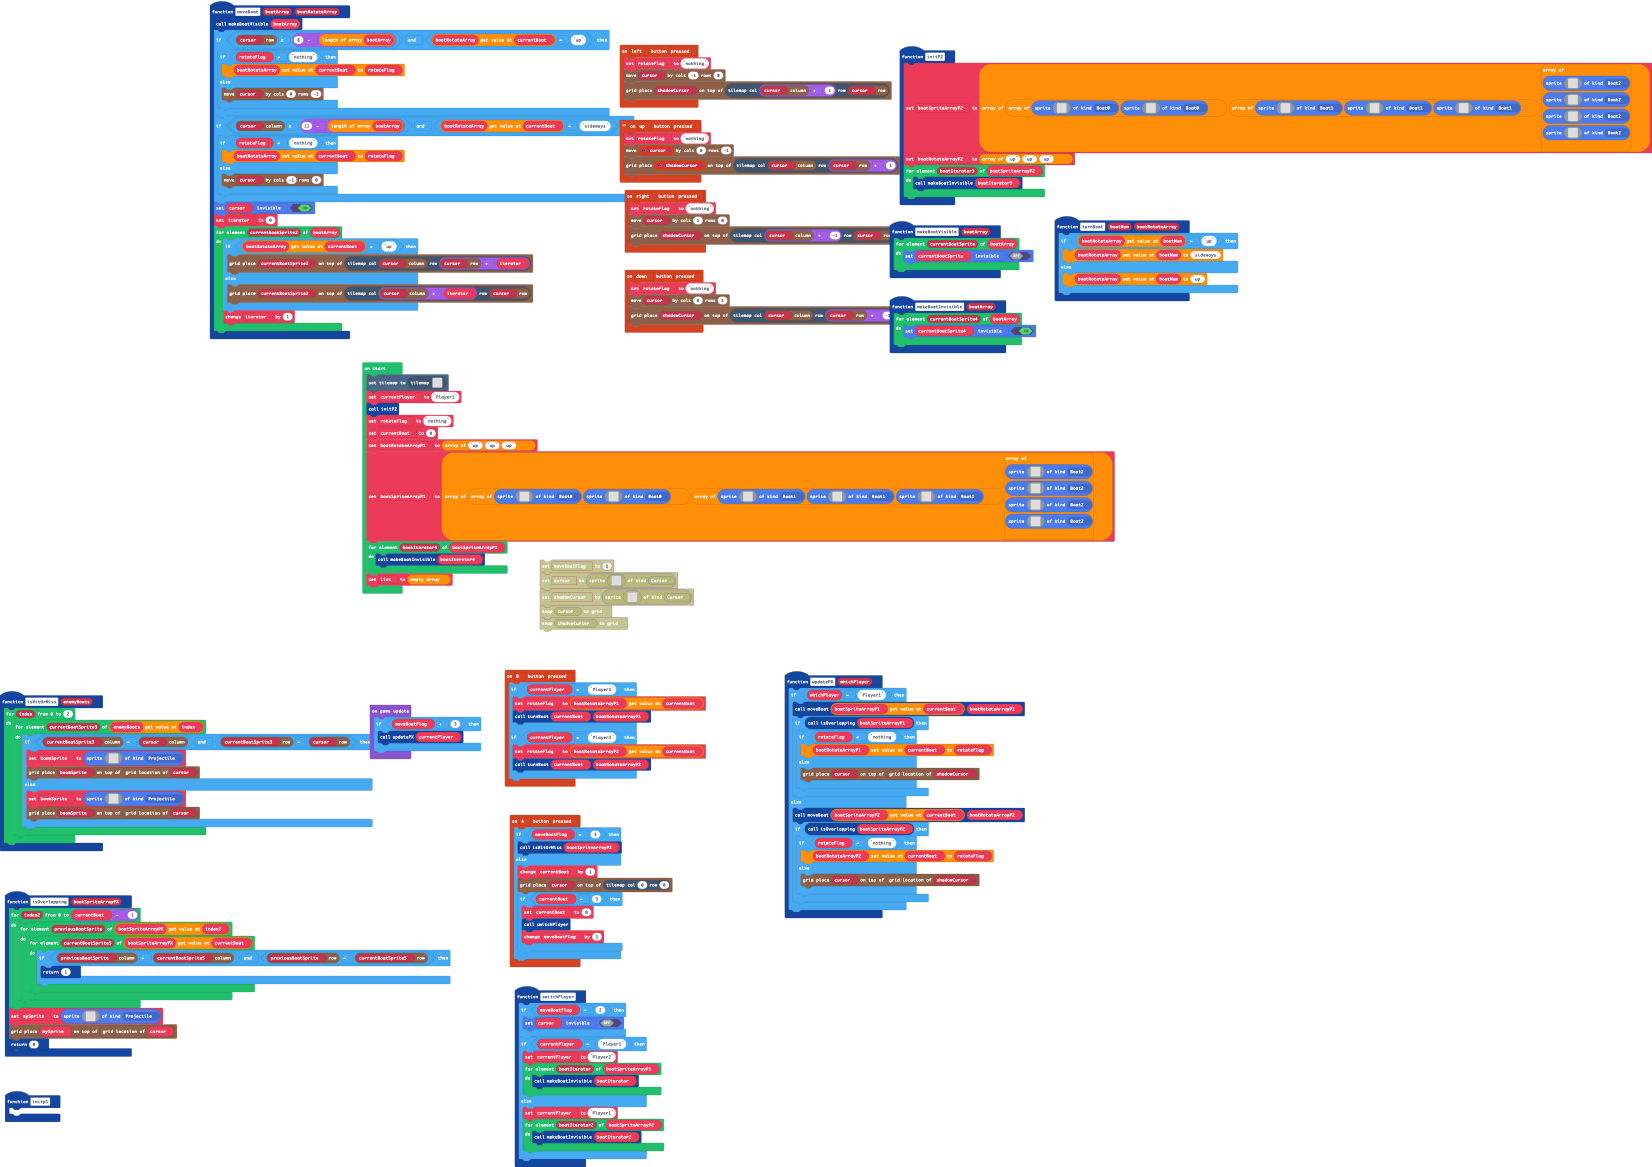 function moveBoat boatArray boatRotateArray
call makeBoatVisible boatArray
if cursor row ≥ 8 - length of array boatArray and boatRotateArray get value at currentBoat = up then
if rotateFlag ≠ nothing then
boatRotateArray set value at currentBoat to rotateFlag
else
move cursor by cols 0 rows -1
if cursor column ≥ 11 - length of array boatArray and boatRotateArray get value at currentBoat = sideways
if rotateFlag ≠ nothing then
boatRotateArray set value at currentBoat to rotateFlag
else
move cursor by cols -1 rows 0
set cursor invisible
set iterator to 0
for element currentBoatSprite2 of boatArray
do
if boatRotateArray get value at currentBoat = up then
grid place currentBoatSprite2 on top of tilemap col cursor column row cursor row + iterator
else
grid place currentBoatSprite2 on top of tilemap col cursor column + iterator row cursor row
change iterator by 1
on left button pressed
set rotateFlag to nothing
move cursor by cols -1 rows 0
grid place shadowCursor on top of tilemap col cursor column + 1 row cursor row
on up button pressed
set rotateFlag to nothing
move cursor by cols 0 rows -1
grid place shadowCursor on top of tilemap col cursor column row cursor row + 1
on right button pressed
set rotateFlag to nothing
move cursor by cols 1 rows 0
grid place shadowCursor on top of tilemap col cursor column + -1 row cursor
on down button pressed
set rotateFlag to nothing
move cursor by cols 0 rows 1
grid place shadowCursor on top of tilemap col cursor column row cursor row +
function initP2
set boatSpriteArrayP2 to array of array of sprite of kind Boat0 sprite of kind Boat0 array of sprite of kind Boat1 sprite of kind Boat1 sprite of kind Boat1
array of
sprite of kind Boat2
sprite of kind Boat2
sprite of kind Boat2
sprite of kind Boat2
set boatRotateArrayP2 to array of up up up
for element boatIterator3 of boatSpriteArrayP2
do call makeBoatInvisible boatIterator3
function makeBoatVisible boatArray
for element currentBoatSprite of boatArray
do set currentBoatSprite invisible OFF
function makeBoatInvisible boatArray
for element currentBoatSprite4 of boatArray
do set currentBoatSprite4 invisible
function turnBoat boatNum boatRotateArray
if boatRotateArray get value at boatNum = up then
boatRotateArray set value at boatNum to sideways
else
boatRotateArray set value at boatNum to up
on start
set tilemap to tilemap
set currentPlayer to Player1
call initP2
set rotateFlag to nothing
set currentBoat to 0
set boatRotateArrayP1 to array of up up up
set boatSpriteArrayP1 to array of array of sprite of kind Boat0 sprite of kind Boat0 array of sprite of kind Boat1 sprite of kind Boat1 sprite of kind Boat1
array of
sprite of kind Boat2
sprite of kind Boat2
sprite of kind Boat2
sprite of kind Boat2
for element boatIterator4 of boatSpriteArrayP1
do call makeBoatInvisible boatIterator4
set list to empty array
set moveBoatFlag to 1
set cursor to sprite of kind Cursor
set shadowCursor to sprite of kind Cursor
snap cursor to grid
snap shadowCursor to grid
function isHitOrMiss enemyBoats
for index from 0 to 2
do for element currentBoatSprite3 of enemyBoats get value at index
do if currentBoatSprite3 column = cursor column and currentBoatSprite3 row = cursor row then
set boomSprite to sprite of kind Projectile
grid place boomSprite on top of grid location of cursor
else
set boomSprite to sprite of kind Projectile
grid place boomSprite on top of grid location of cursor
on game update
if moveBoatFlag ≠ 3 then
call updatePX currentPlayer
on B button pressed
if currentPlayer = Player1 then
set rotateFlag to boatRotateArrayP1 get value at currentBoat
call turnBoat currentBoat boatRotateArrayP1
if currentPlayer = Player2 then
set rotateFlag to boatRotateArrayP2 get value at currentBoat
call turnBoat currentBoat boatRotateArrayP2
function updatePX whichPlayer
if whichPlayer = Player1 then
call moveBoat boatSpriteArrayP1 get value at currentBoat boatRotateArrayP1
if call isOverlapping boatSpriteArrayP1 then
if rotateFlag ≠ nothing then
boatRotateArrayP1 set value at currentBoat to rotateFlag
else
grid place cursor on top of grid location of shadowCursor
else
call moveBoat boatSpriteArrayP2 get value at currentBoat boatRotateArrayP2
if call isOverlapping boatSpriteArrayP2 then
if rotateFlag ≠ nothing then
boatRotateArrayP2 set value at currentBoat to rotateFlag
else
grid place cursor on top of grid location of shadowCursor
on A button pressed
if moveBoatFlag = 3 then
call isHitOrMiss boatSpriteArrayP2
else
change currentBoat by 1
grid place cursor on top of tilemap col 0 row 0
if currentBoat = 3 then
set currentBoat to 0
call switchPlayer
change moveBoatFlag by 1
function isOverlapping boatSpriteArrayPX
for index2 from 0 to currentBoat - 1
do for element previousBoatSprite of boatSpriteArrayPX get value at index2
do for element currentBoatSprite5 of boatSpriteArrayPX get value at currentBoat
do if previousBoatSprite column = currentBoatSprite5 column and previousBoatSprite row = currentBoatSprite5 row then
return 1
set mySprite to sprite of kind Projectile
grid place mySprite on top of grid location of cursor
return 0
function switchPlayer
if moveBoatFlag = 2 then
set cursor invisible OFF
if currentPlayer = Player1 then
set currentPlayer to Player2
for element boatIterator of boatSpriteArrayP1
do call makeBoatInvisible boatIterator
else
set currentPlayer to Player1
for element boatIterator2 of boatSpriteArrayP2
do call makeBoatInvisible boatIterator2
function initp1